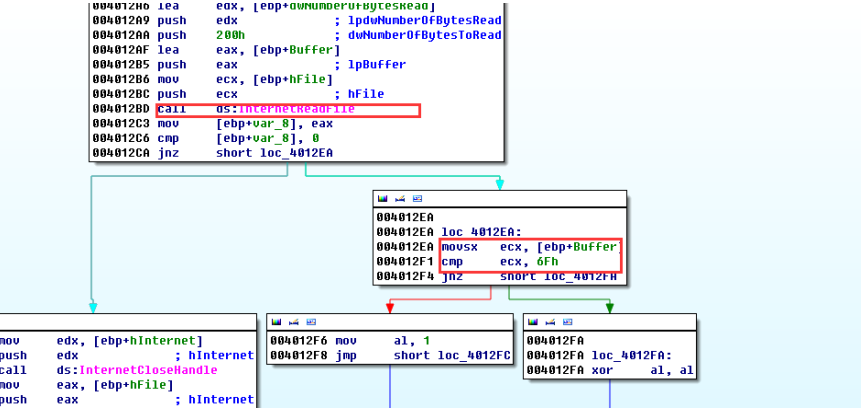 004012A6 lea     edx, [ebp+dwNumberOfBytesRead]
004012A9 push    edx             ; lpdwNumberOfBytesRead
004012AA push    200h            ; dwNumberOfBytesToRead
004012AF lea     eax, [ebp+Buffer]
004012B5 push    eax             ; lpBuffer
004012B6 mov     ecx, [ebp+hFile]
004012BC push    ecx             ; hFile
004012BD call    ds:InternetReadFile
004012C3 mov     [ebp+var_8], eax
004012C6 cmp     [ebp+var_8], 0
004012CA jnz     short loc_4012EA
004012EA
004012EA loc_4012EA:
004012EA movsx   ecx, [ebp+Buffer]
004012F1 cmp     ecx, 6Fh
004012F4 jnz     short loc_4012FA
mov     edx, [ebp+hInternet]
push    edx             ; hInternet
call    ds:InternetCloseHandle
mov     eax, [ebp+hFile]
push    eax             ; hInternet
004012F6 mov     al, 1
004012F8 jmp     short loc_4012FC
004012FA
004012FA loc_4012FA:
004012FA xor     al, al